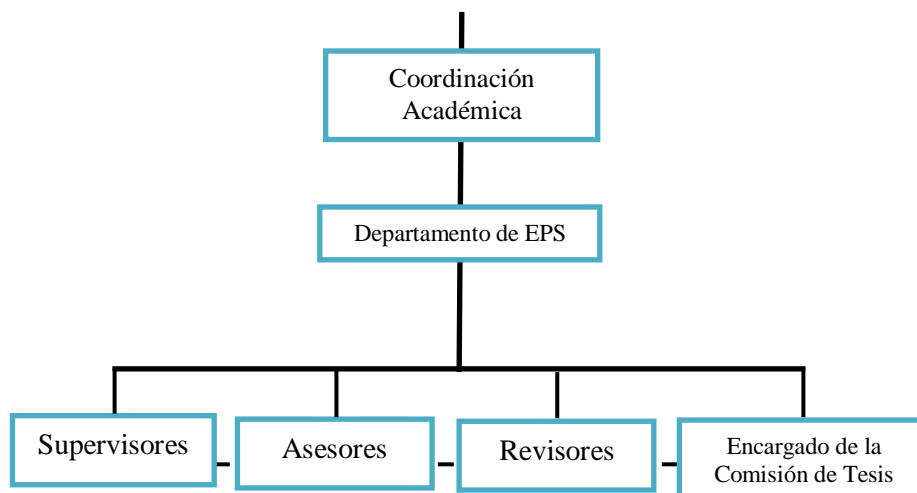 Coordinación
Académica
Departamento de EPS
Supervisores
Asesores
Revisores
Encargado de la
Comisión de Tesis